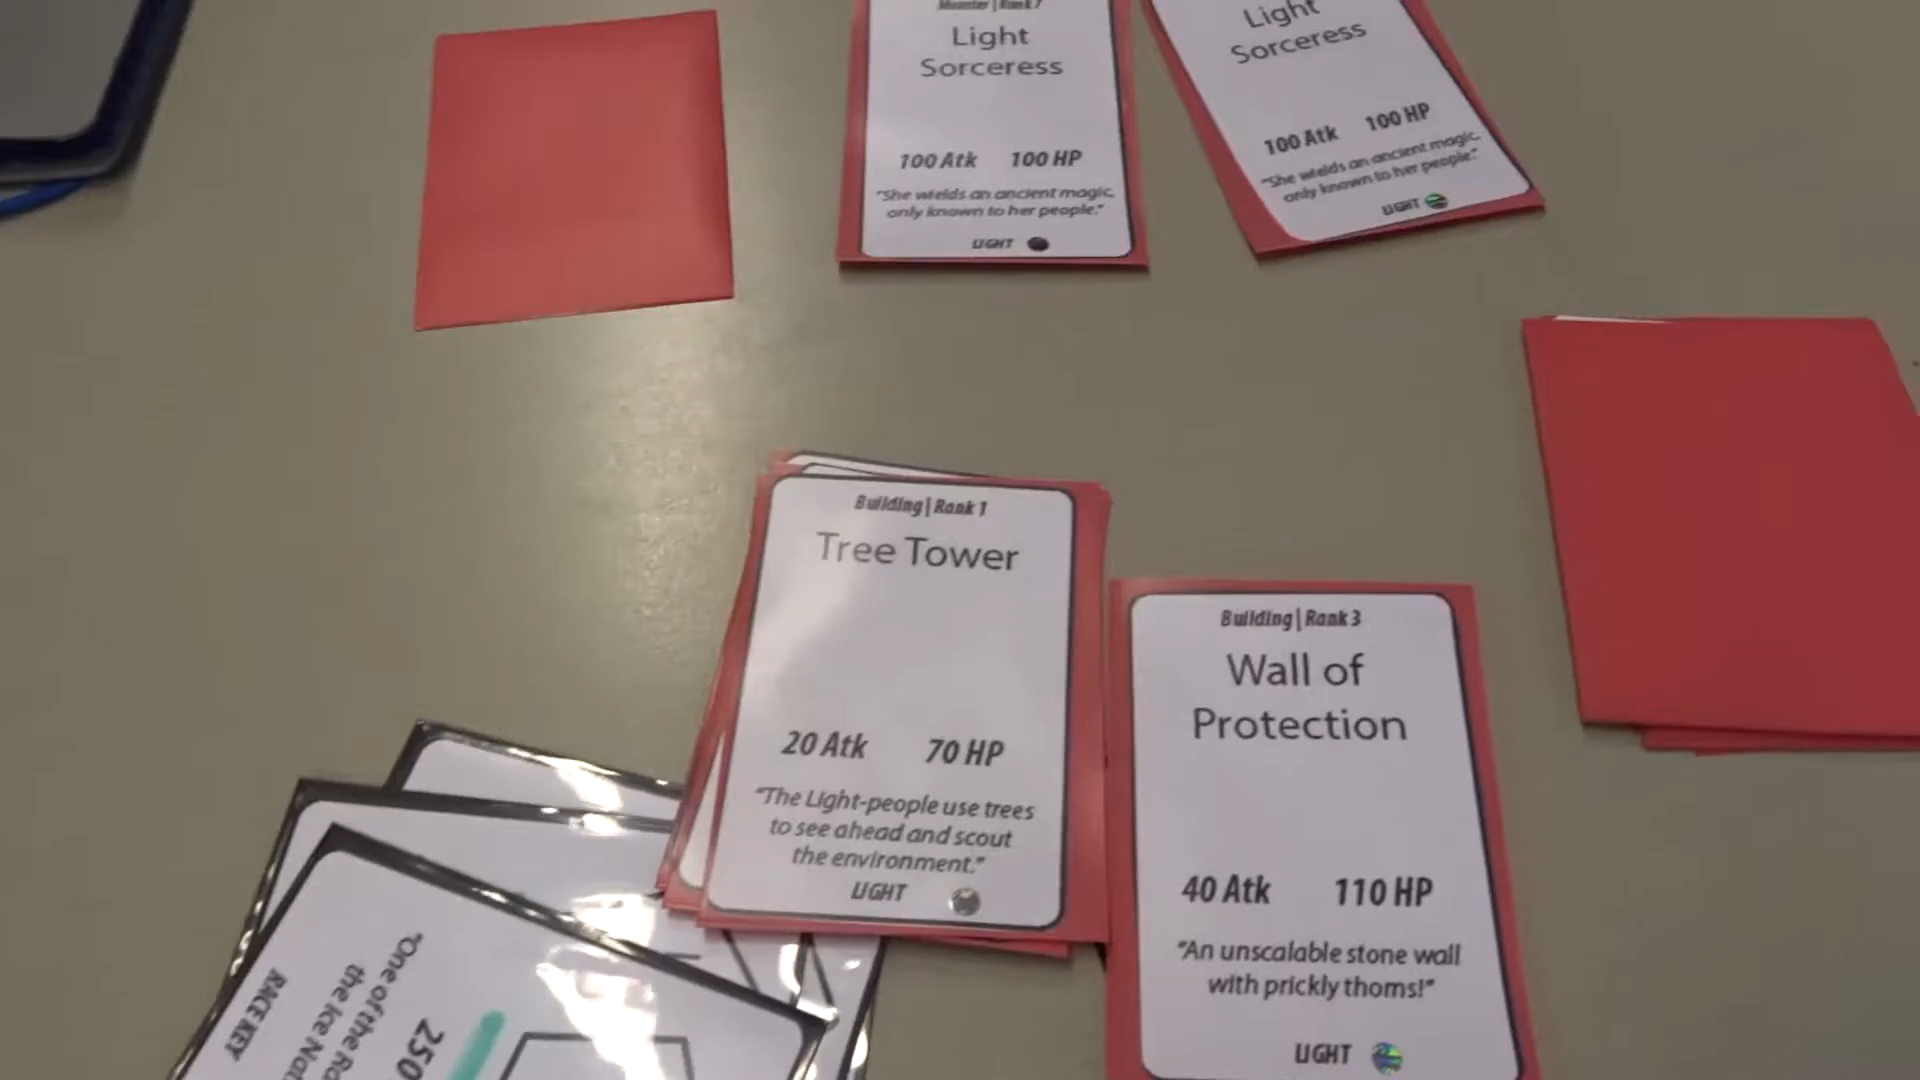 Monster | Rank 7
Light
Sorceress
100 Atk 100 HP
"She wields an ancient magic,
only known to her people."
LIGHT
Light
Sorceress
100 Atk 100 HP
"She wields an ancient magic,
only known to her people."
LIGHT
Building | Rank 1
Tree Tower
20 Atk 70 HP
"The Light-people use trees
to see ahead and scout
the environment."
LIGHT
Building | Rank 3
Wall of
Protection
40 Atk 110 HP
"An unscalable stone wall
with prickly thorns!"
LIGHT
250
"One of the
the Ice
RACE KEY